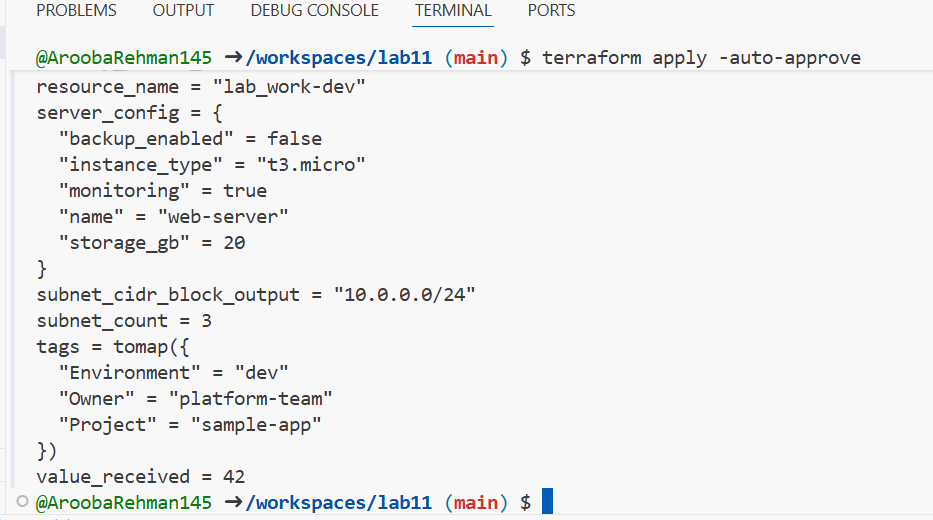 PROBLEMS OUTPUT DEBUG CONSOLE TERMINAL PORTS
@AroobaRehman145 →/workspaces/lab11 (main) $ terraform apply -auto-approve
resource_name = "lab_work-dev"
server_config = {
  "backup_enabled" = false
  "instance_type" = "t3.micro"
  "monitoring" = true
  "name" = "web-server"
  "storage_gb" = 20
}
subnet_cidr_block_output = "10.0.0.0/24"
subnet_count = 3
tags = tomap({
  "Environment" = "dev"
  "Owner" = "platform-team"
  "Project" = "sample-app"
})
value_received = 42
@AroobaRehman145 →/workspaces/lab11 (main) $